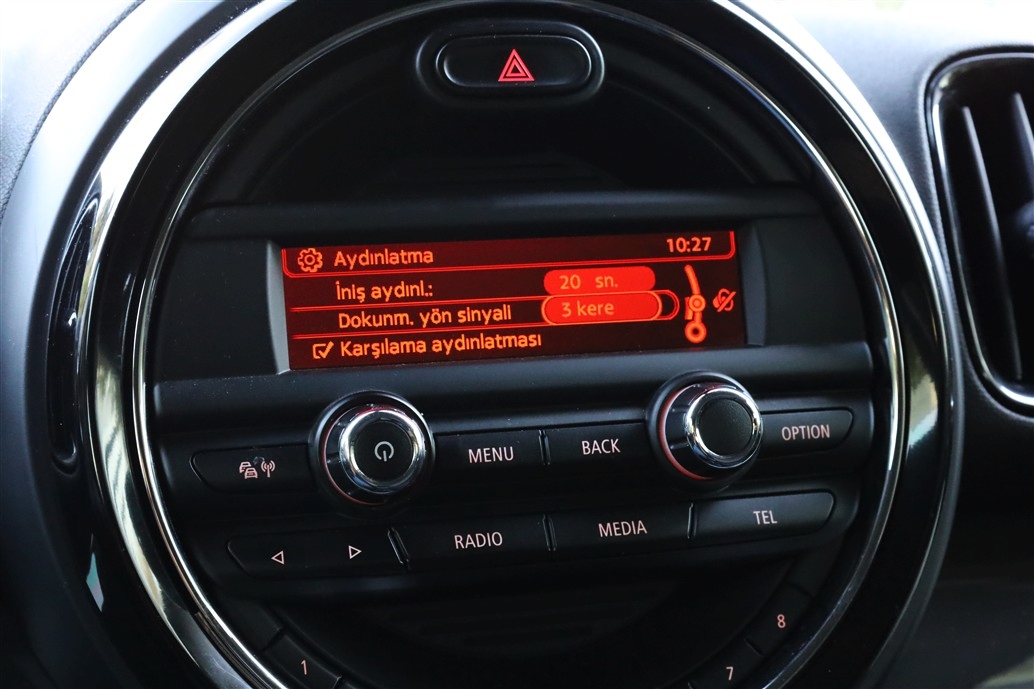 Aydınlatma 10:27
İniş aydınl.: 20 sn.
Dokunm. yön sinyali 3 kere
Karşılama aydınlatması
MENU BACK OPTION
RADIO MEDIA TEL
1 7 8